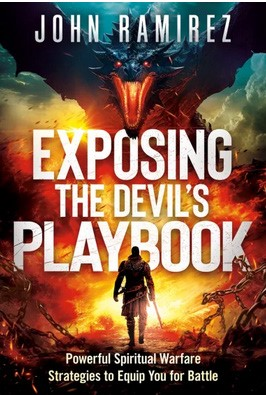 JOHN RAMIREZ
EXPOSING
THE DEVIL'S
PLAYBOOK
Powerful Spiritual Warfare
Strategies to Equip You for Battle